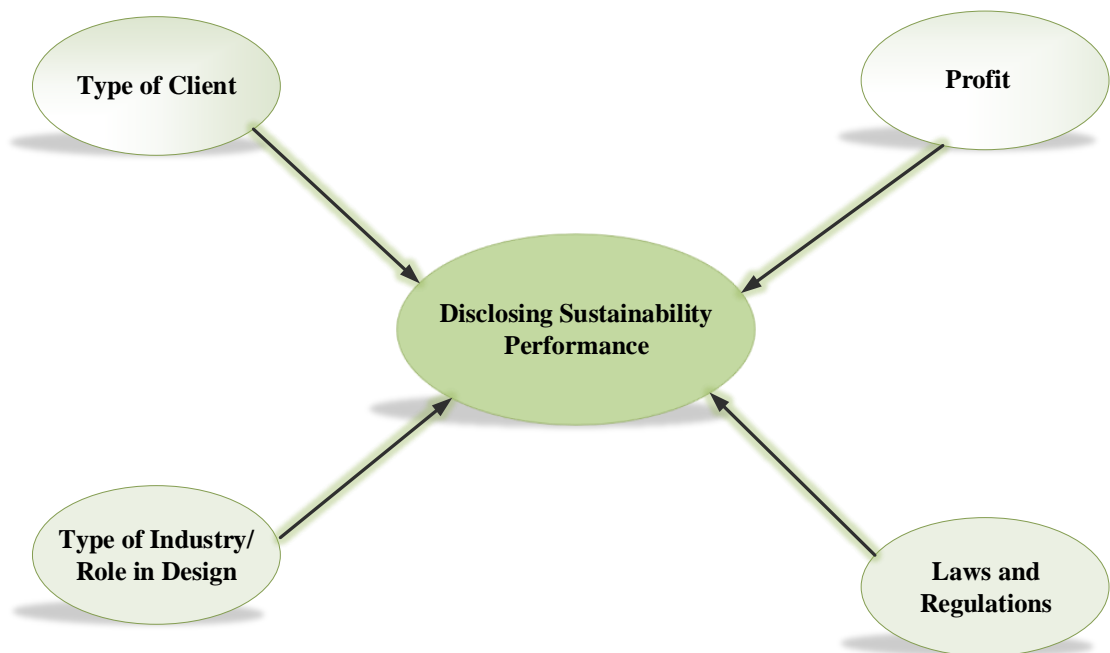 Type of Client
Profit
Disclosing Sustainability
Performance
Type of Industry/
Role in Design
Laws and
Regulations